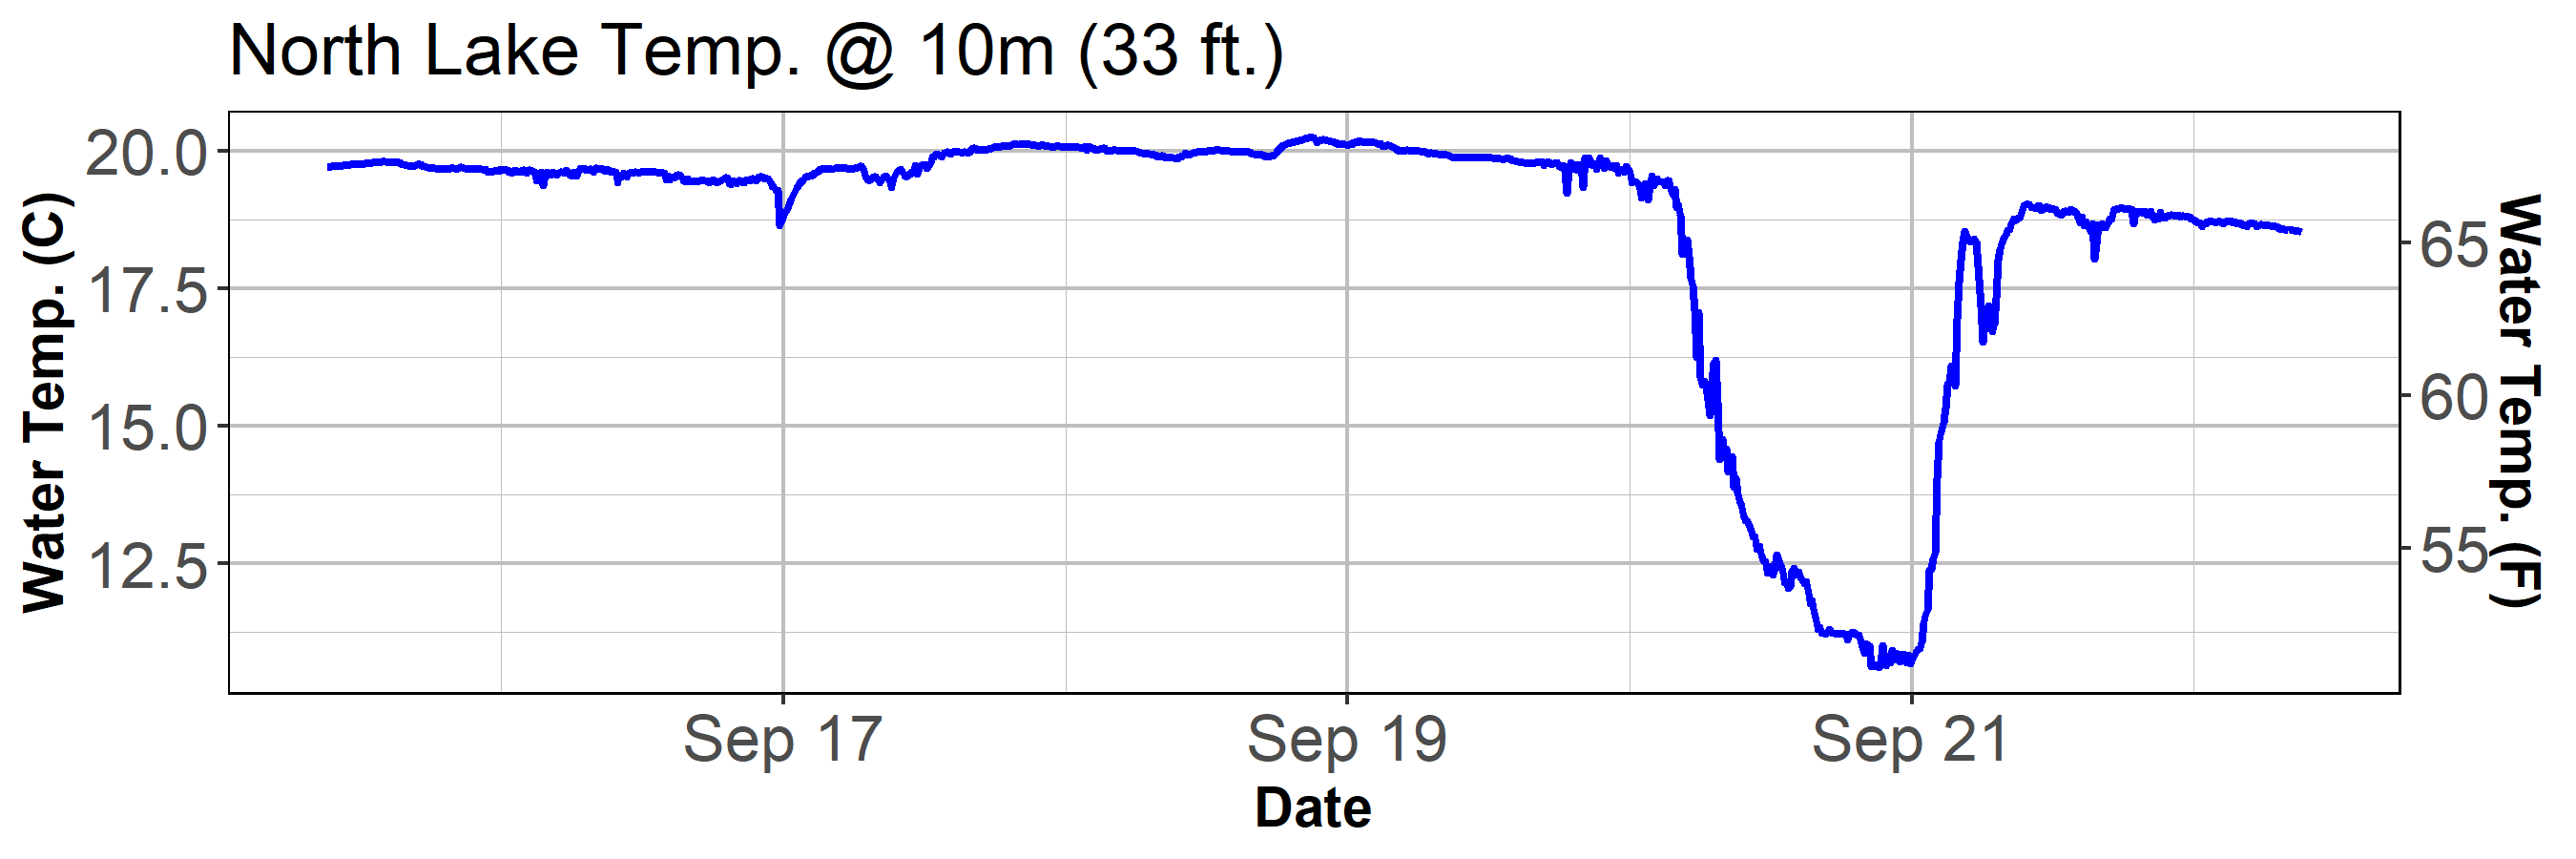 North Lake Temp. @ 10m (33 ft.)
Water Temp. (C)
20.0
17.5
15.0
12.5
65
60
55
Water Temp. (F)
Sep 17
Sep 19
Sep 21
Date